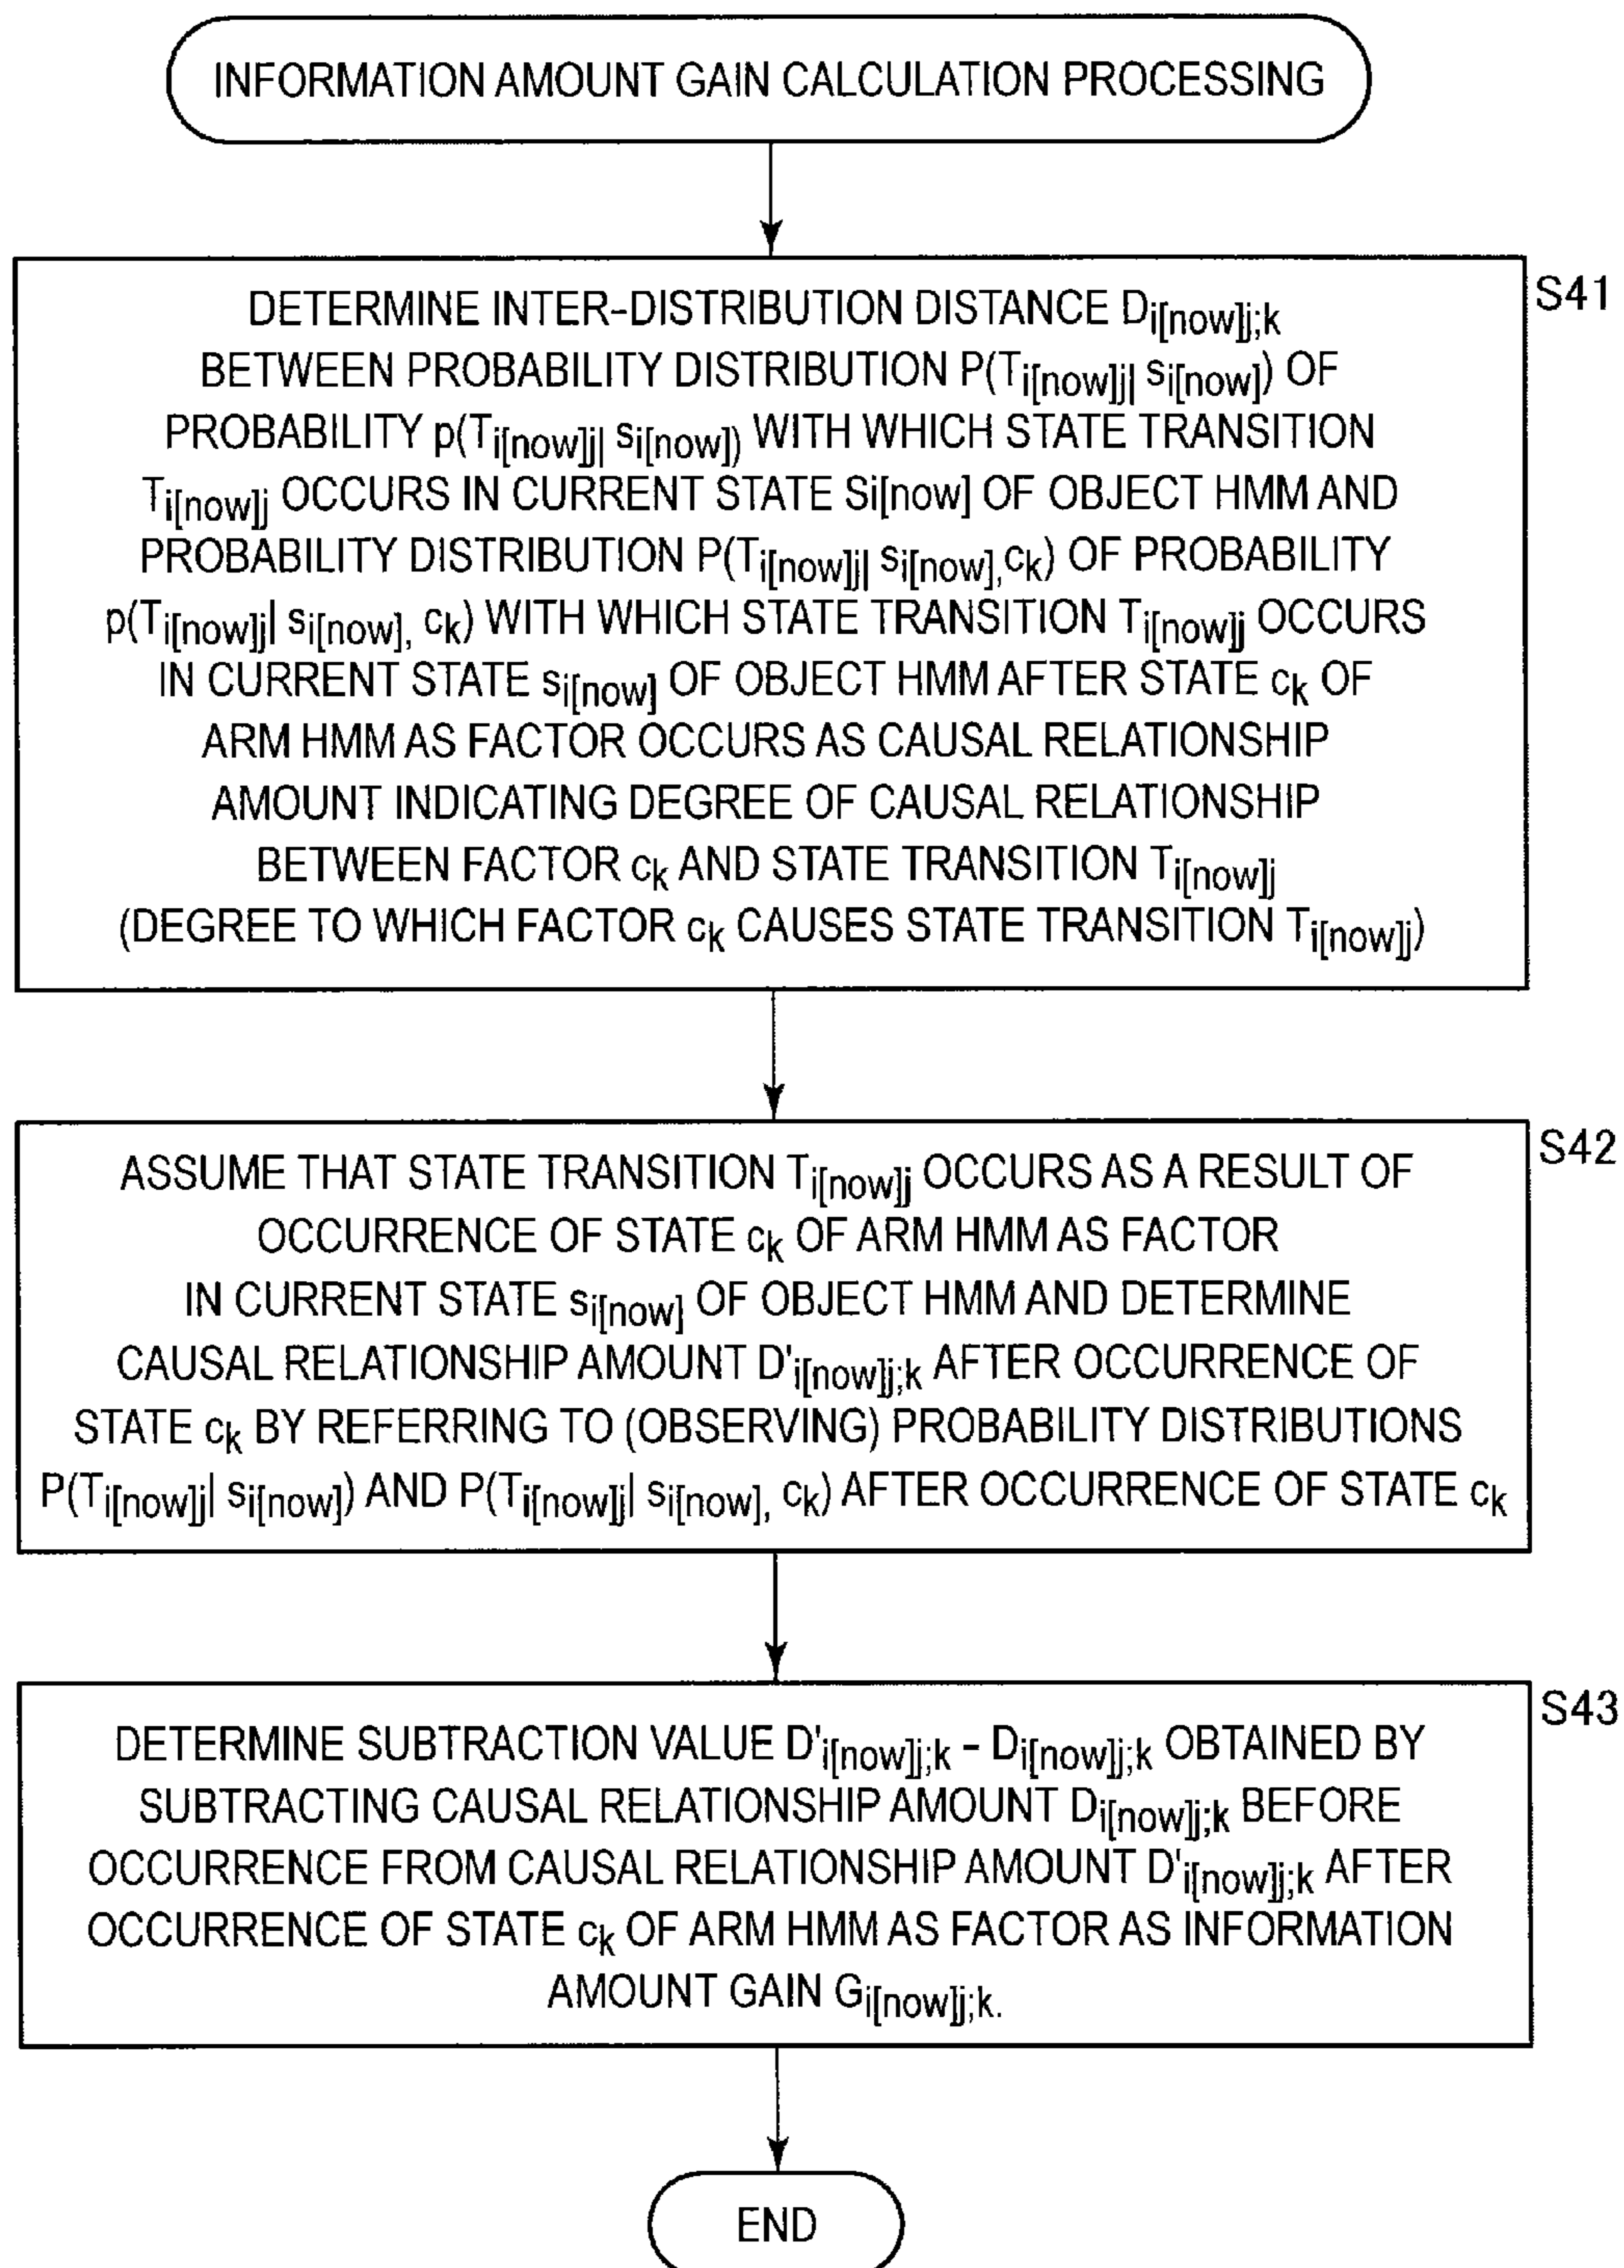 INFORMATION AMOUNT GAIN CALCULATION PROCESSING
S41
DETERMINE INTER-DISTRIBUTION DISTANCE Di[now]j;k
BETWEEN PROBABILITY DISTRIBUTION P(Ti[now]j| si[now]) OF
PROBABILITY p(Ti[now]j| si[now]) WITH WHICH STATE TRANSITION
Ti[now]j OCCURS IN CURRENT STATE Si[now] OF OBJECT HMM AND
PROBABILITY DISTRIBUTION P(Ti[now]j| si[now],ck) OF PROBABILITY
p(Ti[now]j| si[now], ck) WITH WHICH STATE TRANSITION Ti[now]j OCCURS
IN CURRENT STATE si[now] OF OBJECT HMM AFTER STATE ck OF
ARM HMM AS FACTOR OCCURS AS CAUSAL RELATIONSHIP
AMOUNT INDICATING DEGREE OF CAUSAL RELATIONSHIP
BETWEEN FACTOR ck AND STATE TRANSITION Ti[now]j
(DEGREE TO WHICH FACTOR ck CAUSES STATE TRANSITION Ti[now]j)
S42
ASSUME THAT STATE TRANSITION Ti[now]j OCCURS AS A RESULT OF
OCCURRENCE OF STATE ck OF ARM HMM AS FACTOR
IN CURRENT STATE si[now] OF OBJECT HMM AND DETERMINE
CAUSAL RELATIONSHIP AMOUNT D'i[now]j;k AFTER OCCURRENCE OF
STATE ck BY REFERRING TO (OBSERVING) PROBABILITY DISTRIBUTIONS
P(Ti[now]j| si[now]) AND P(Ti[now]j| si[now], ck) AFTER OCCURRENCE OF STATE ck
S43
DETERMINE SUBTRACTION VALUE D'i[now]j;k - Di[now]j;k OBTAINED BY
SUBTRACTING CAUSAL RELATIONSHIP AMOUNT Di[now]j;k BEFORE
OCCURRENCE FROM CAUSAL RELATIONSHIP AMOUNT D'i[now]j;k AFTER
OCCURRENCE OF STATE ck OF ARM HMM AS FACTOR AS INFORMATION
AMOUNT GAIN Gi[now]j;k.
END